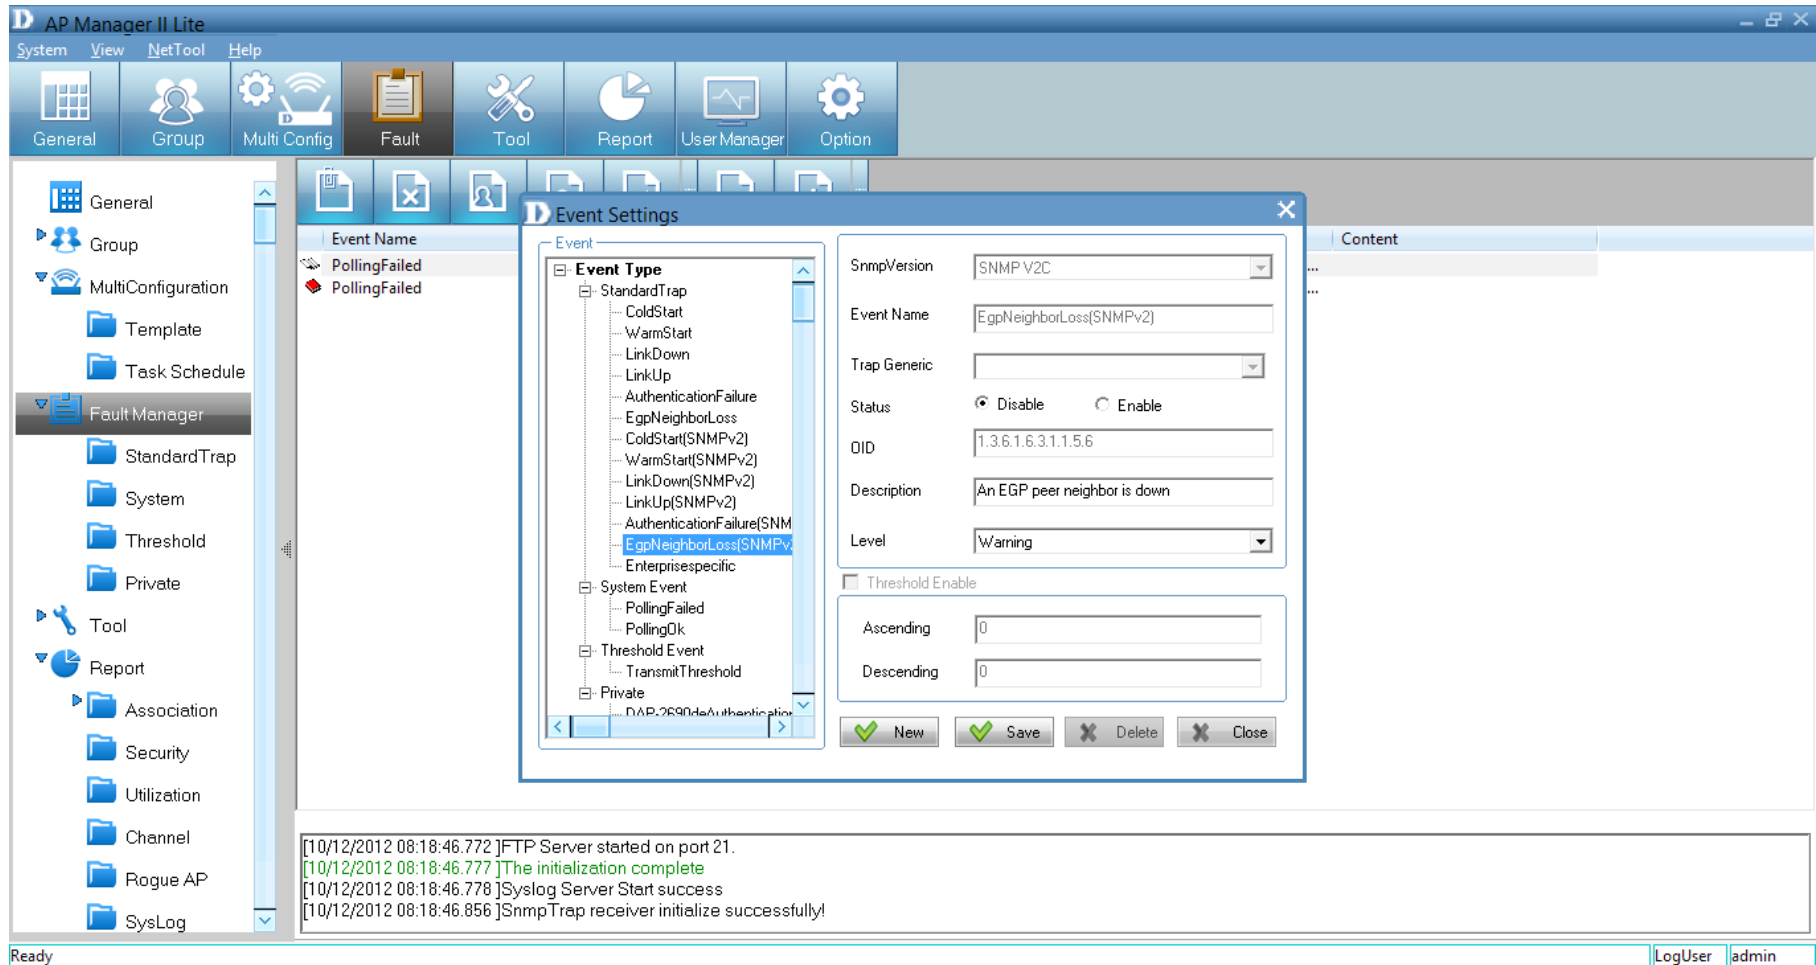 AP Manager II Lite
System View NetTool Help
General Group Multi Config Fault Tool Report User Manager Option
General
Group
MultiConfiguration
Template
Task Schedule
Fault Manager
StandardTrap
System
Threshold
Private
Tool
Report
Association
Security
Utilization
Channel
Rogue AP
SysLog
Event Name Content
PollingFailed ...
PollingFailed ...
Event Settings
Event
Event Type
StandardTrap
ColdStart
WarmStart
LinkDown
LinkUp
AuthenticationFailure
EgpNeighborLoss
ColdStart(SNMPv2)
WarmStart(SNMPv2)
LinkDown(SNMPv2)
LinkUp(SNMPv2)
AuthenticationFailure(SNM
EgpNeighborLoss(SNMPv2
Enterprisespecific
System Event
PollingFailed
PollingOk
Threshold Event
TransmitThreshold
Private
DAP-2690deAuthentication
SnmpVersion SNMP V2C
Event Name EgpNeighborLoss(SNMPv2)
Trap Generic
Status Disable Enable
OID 1.3.6.1.6.3.1.1.5.6
Description An EGP peer neighbor is down
Level Warning
Threshold Enable
Ascending 0
Descending 0
New Save Delete Close
[10/12/2012 08:18:46.772 ]FTP Server started on port 21.
[10/12/2012 08:18:46.777 ]The initialization complete
[10/12/2012 08:18:46.778 ]Syslog Server Start success
[10/12/2012 08:18:46.856 ]SnmpTrap receiver initialize successfully!
Ready LogUser admin